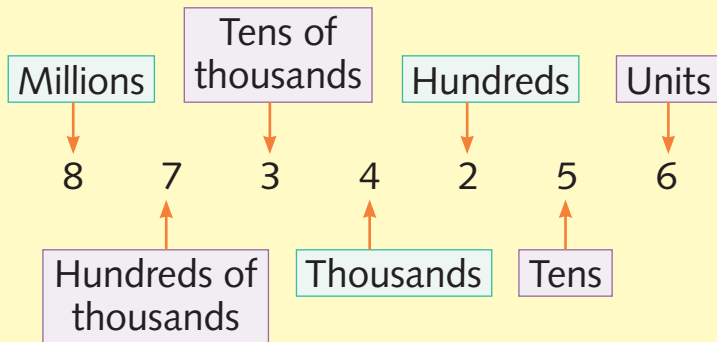 Tens of
thousands
Millions Hundreds Units
8 7 3 4 2 5 6
Hundreds of
thousands
Thousands Tens